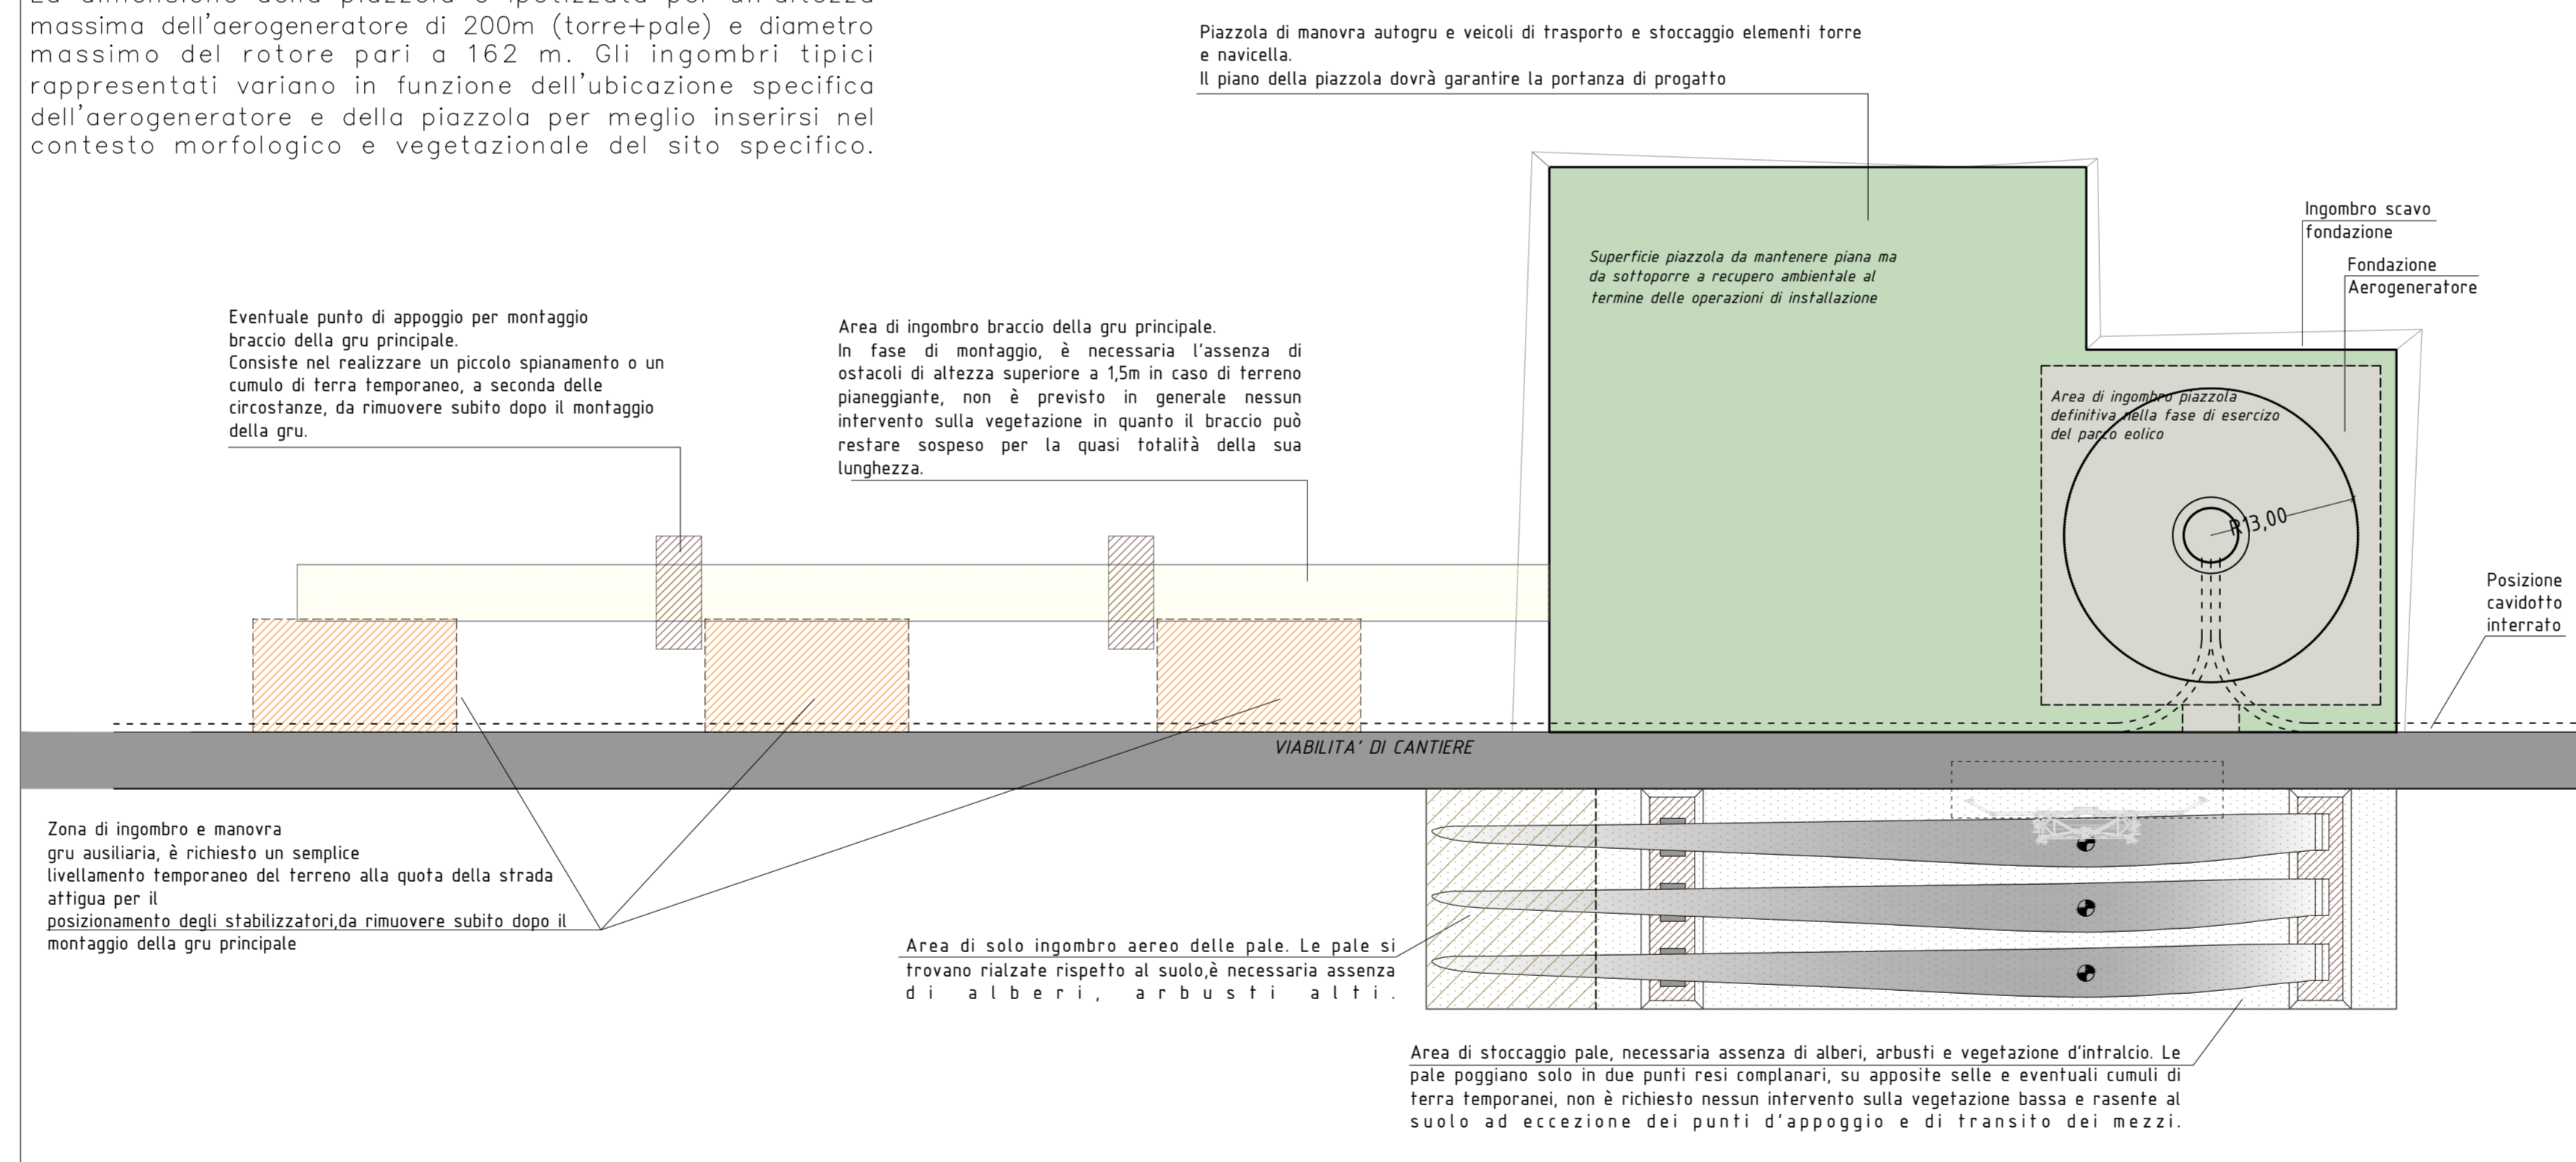 La dimensione della piazzola è ipotizzata per un'altezza
massima dell'aerogeneratore di 200m (torre+pale) e diametro
massimo del rotore pari a 162 m. Gli ingombri tipici
rappresentati variano in funzione dell'ubicazione specifica
dell'aerogeneratore e della piazzola per meglio inserirsi nel
contesto morfologico e vegetazionale del sito specifico.
Piazzola di manovra autogru e veicoli di trasporto e stoccaggio elementi torre
e navicella.
Il piano della piazzola dovrà garantire la portanza di progatto
Ingombro scavo
fondazione
Fondazione
Aerogeneratore
Superficie piazzola da mantenere piana ma
da sottoporre a recupero ambientale al
termine delle operazioni di installazione
Eventuale punto di appoggio per montaggio
braccio della gru principale.
Consiste nel realizzare un piccolo spianamento o un
cumulo di terra temporaneo, a seconda delle
circostanze, da rimuovere subito dopo il montaggio
della gru.
Area di ingombro braccio della gru principale.
In fase di montaggio, è necessaria l'assenza di
ostacoli di altezza superiore a 1,5m in caso di terreno
pianeggiante, non è previsto in generale nessun
intervento sulla vegetazione in quanto il braccio può
restare sospeso per la quasi totalità della sua
lunghezza.
Area di ingombro piazzola
definitiva nella fase di esercizo
del parco eolico
R13,00
Posizione
cavidotto
interrato
VIABILITA' DI CANTIERE
Zona di ingombro e manovra
gru ausiliaria, è richiesto un semplice
livellamento temporaneo del terreno alla quota della strada
attigua per il
posizionamento degli stabilizzatori,da rimuovere subito dopo il
montaggio della gru principale
Area di solo ingombro aereo delle pale. Le pale si
trovano rialzate rispetto al suolo,è necessaria assenza
di alberi, arbusti alti.
Area di stoccaggio pale, necessaria assenza di alberi, arbusti e vegetazione d'intralcio. Le
pale poggiano solo in due punti resi complanari, su apposite selle e eventuali cumuli di
terra temporanei, non è richiesto nessun intervento sulla vegetazione bassa e rasente al
suolo ad eccezione dei punti d'appoggio e di transito dei mezzi.